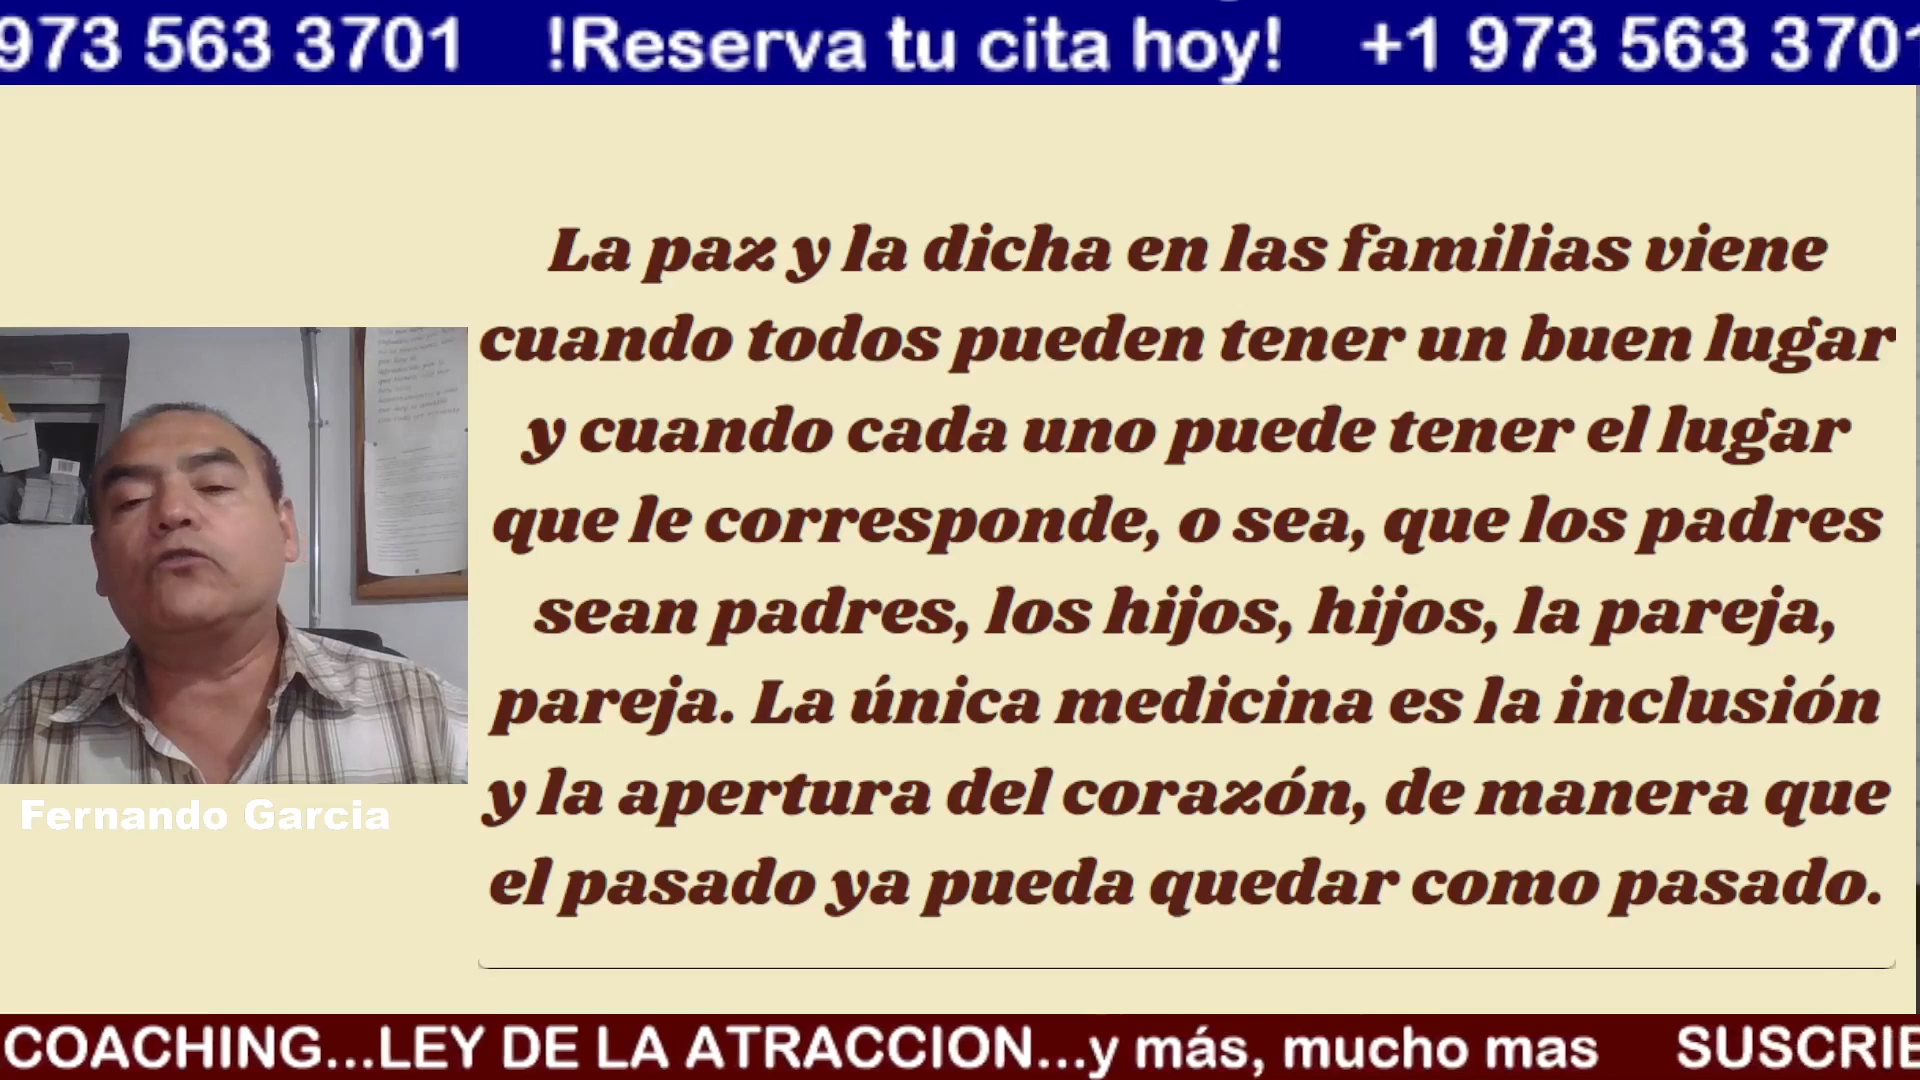 973 563 3701 !Reserva tu cita hoy! +1 973 563 3701
La paz y la dicha en las familias viene
cuando todos pueden tener un buen lugar
y cuando cada uno puede tener el lugar
que le corresponde, o sea, que los padres
sean padres, los hijos, hijos, la pareja,
pareja. La única medicina es la inclusión
y la apertura del corazón, de manera que
el pasado ya pueda quedar como pasado.
Fernando Garcia
COACHING...LEY DE LA ATRACCION...y más, mucho mas SUSCRIE